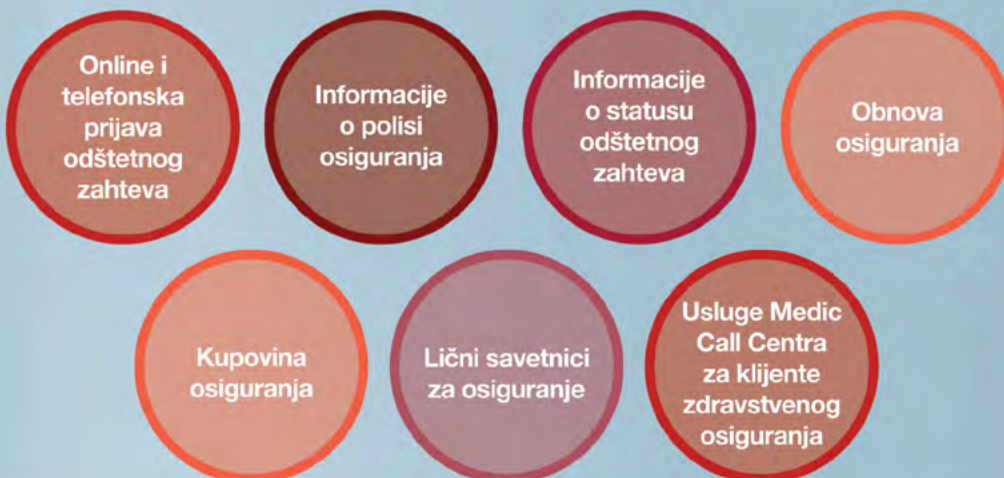 Online i
telefonska
prijava
odštetnog
zahteva
Informacije
o polisi
osiguranja
Informacije
o statusu
odštetnog
zahteva
Obnova
osiguranja
Kupovina
osiguranja
Lični savetnici
za osiguranje
Usluge Medic
Call Centra
za klijente
zdravstvenog
osiguranja